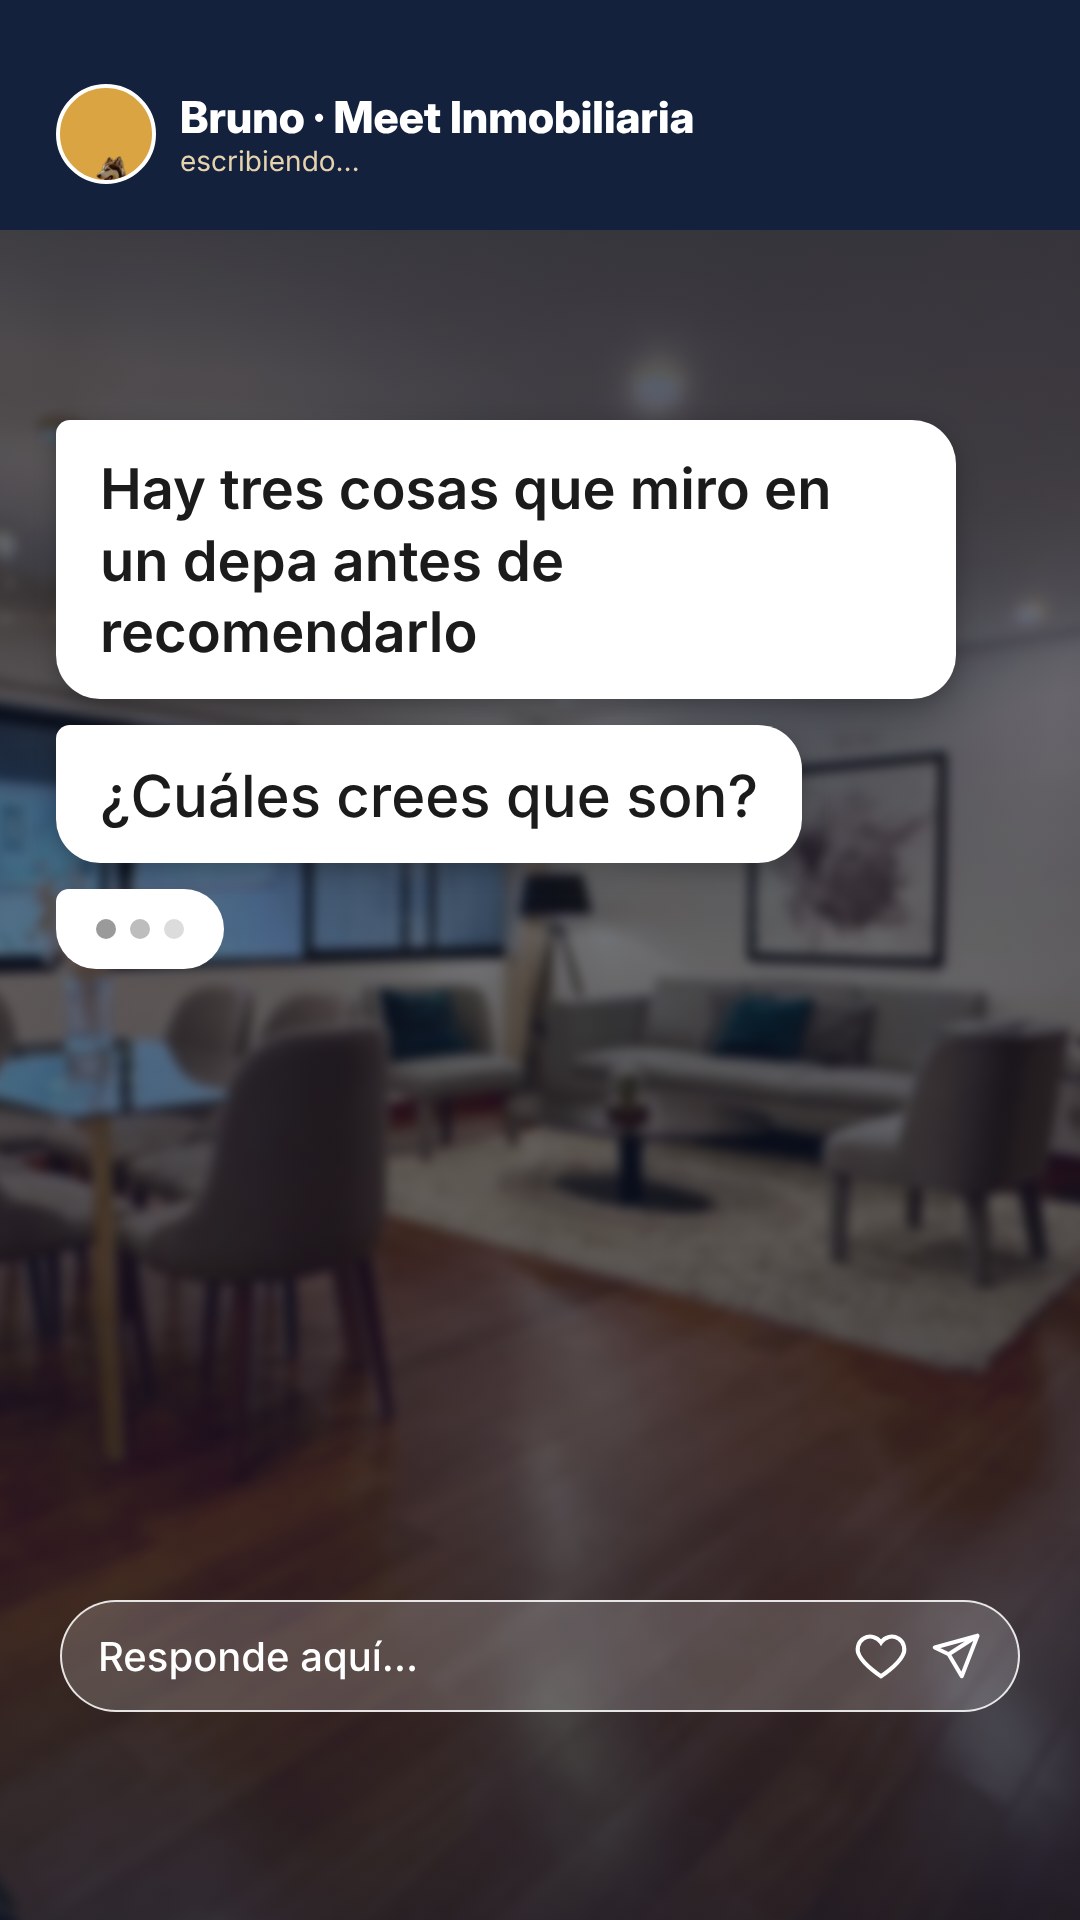 Bruno · Meet Inmobiliaria
escribiendo...
Hay tres cosas que miro en
un depa antes de
recomendarlo
¿Cuáles crees que son?
Responde aquí...